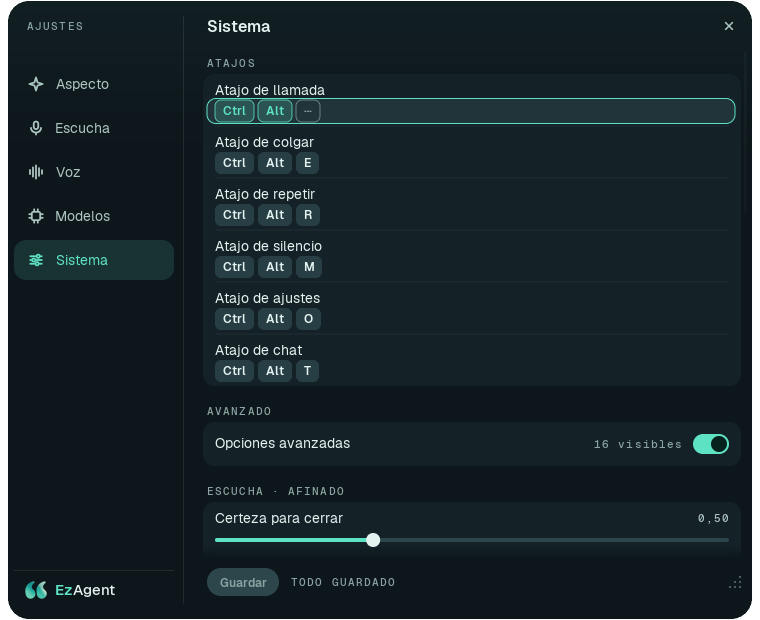 AJUSTES
Aspecto
Escucha
Voz
Modelos
Sistema
EzAgent
Sistema
×
ATAJOS
Atajo de llamada
Ctrl Alt ···
Atajo de colgar
Ctrl Alt E
Atajo de repetir
Ctrl Alt R
Atajo de silencio
Ctrl Alt M
Atajo de ajustes
Ctrl Alt O
Atajo de chat
Ctrl Alt T
AVANZADO
Opciones avanzadas 16 visibles
ESCUCHA · AFINADO
Certeza para cerrar 0,50
Guardar TODO GUARDADO